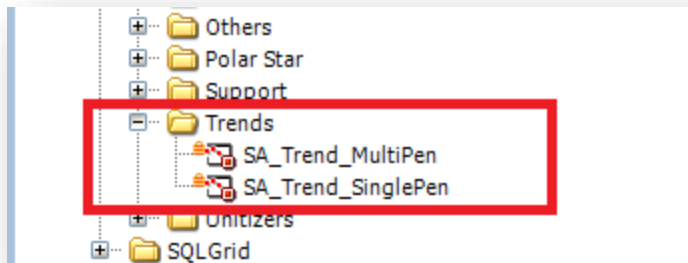 Others
Polar Star
Support
Trends
SA_Trend_MultiPen
SA_Trend_SinglePen
Unitizers
SQLGrid